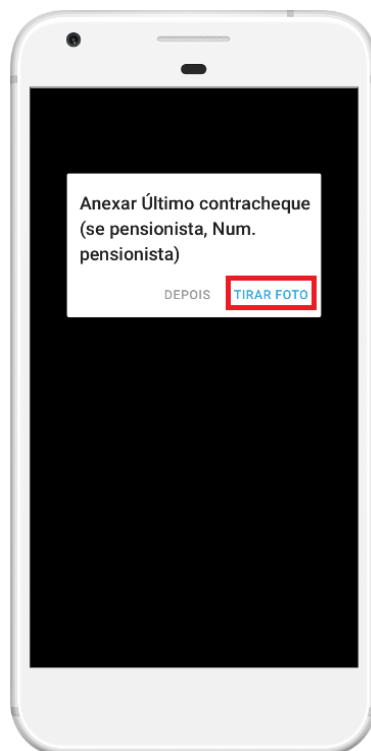 Anexar Último contracheque
(se pensionista, Num.
pensionista)
DEPOIS TIRAR FOTO